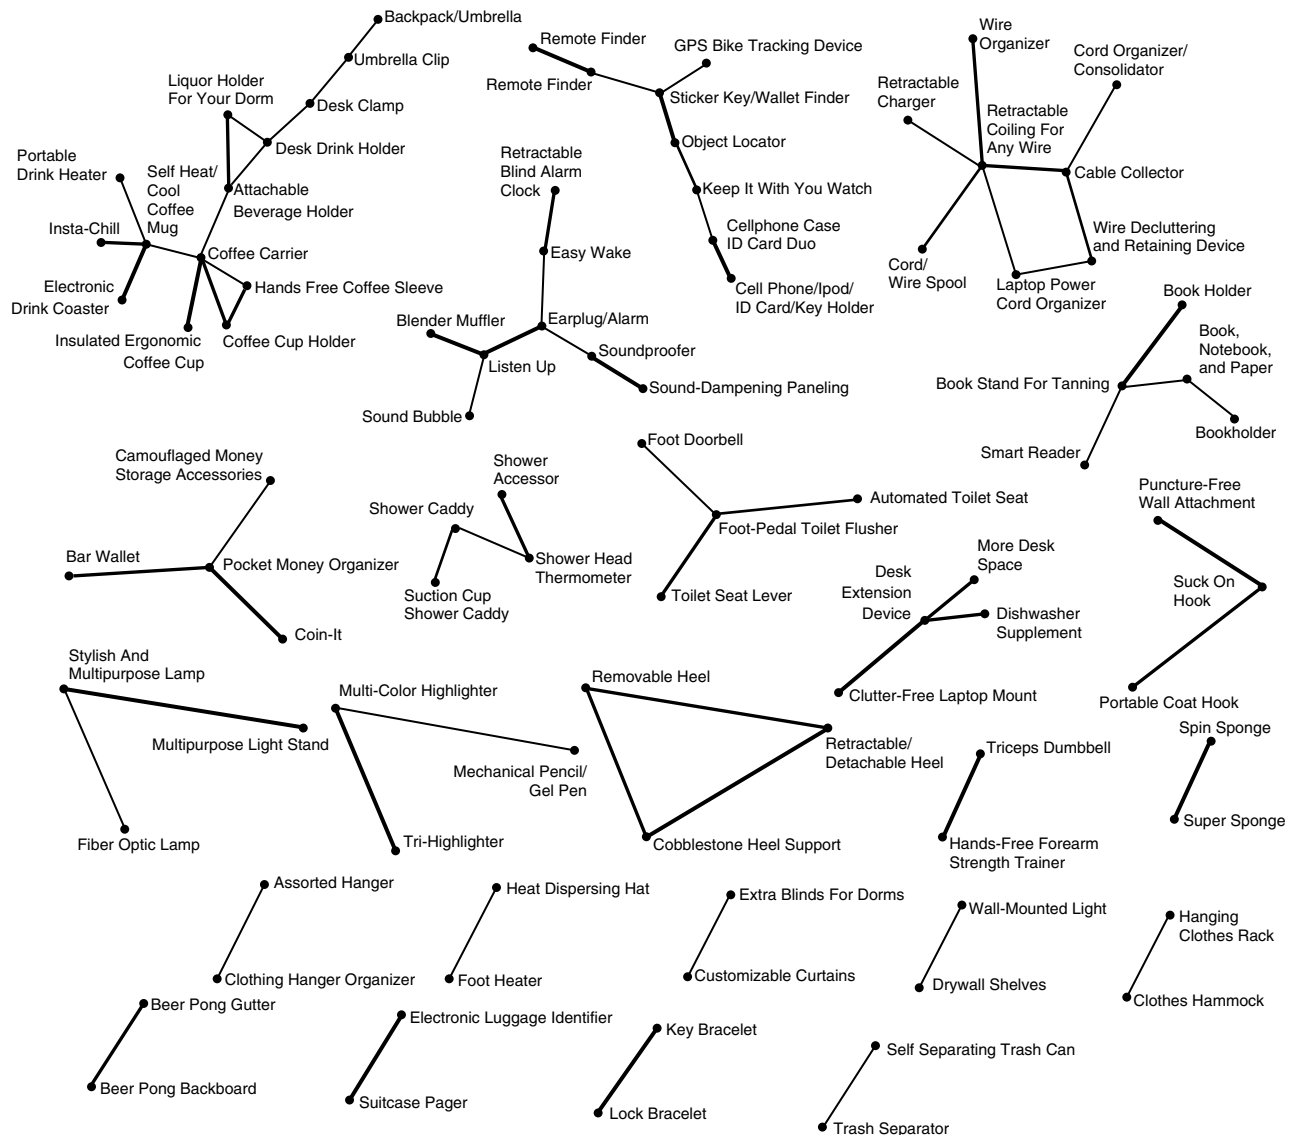 Backpack/Umbrella
Umbrella Clip
Liquor Holder
For Your Dorm
Desk Clamp
Desk Drink Holder
Portable
Drink Heater
Self Heat/
Cool
Coffee
Mug
Attachable
Beverage Holder
Insta-Chill
Coffee Carrier
Electronic
Drink Coaster
Hands Free Coffee Sleeve
Insulated Ergonomic
Coffee Cup
Coffee Cup Holder
Remote Finder
GPS Bike Tracking Device
Remote Finder
Sticker Key/Wallet Finder
Object Locator
Retractable
Blind Alarm
Clock
Keep It With You Watch
Cellphone Case
ID Card Duo
Easy Wake
Cell Phone/Ipod/
ID Card/Key Holder
Blender Muffler
Earplug/Alarm
Listen Up
Soundproofer
Sound-Dampening Paneling
Sound Bubble
Wire
Organizer
Cord Organizer/
Consolidator
Retractable
Charger
Retractable
Coiling For
Any Wire
Cable Collector
Wire Decluttering
and Retaining Device
Cord/
Wire Spool
Laptop Power
Cord Organizer
Book Holder
Book,
Notebook,
and Paper
Book Stand For Tanning
Bookholder
Smart Reader
Camouflaged Money
Storage Accessories
Bar Wallet
Pocket Money Organizer
Coin-It
Shower
Accessor
Shower Caddy
Shower Head
Thermometer
Suction Cup
Shower Caddy
Foot Doorbell
Automated Toilet Seat
Foot-Pedal Toilet Flusher
Toilet Seat Lever
Puncture-Free
Wall Attachment
Suck On
Hook
Portable Coat Hook
More Desk
Space
Desk
Extension
Device
Dishwasher
Supplement
Clutter-Free Laptop Mount
Stylish And
Multipurpose Lamp
Multipurpose Light Stand
Fiber Optic Lamp
Multi-Color Highlighter
Mechanical Pencil/
Gel Pen
Tri-Highlighter
Removable Heel
Retractable/
Detachable Heel
Cobblestone Heel Support
Triceps Dumbbell
Hands-Free Forearm
Strength Trainer
Spin Sponge
Super Sponge
Assorted Hanger
Clothing Hanger Organizer
Heat Dispersing Hat
Foot Heater
Extra Blinds For Dorms
Customizable Curtains
Wall-Mounted Light
Drywall Shelves
Hanging
Clothes Rack
Clothes Hammock
Beer Pong Gutter
Beer Pong Backboard
Electronic Luggage Identifier
Suitcase Pager
Key Bracelet
Lock Bracelet
Self Separating Trash Can
Trash Separator